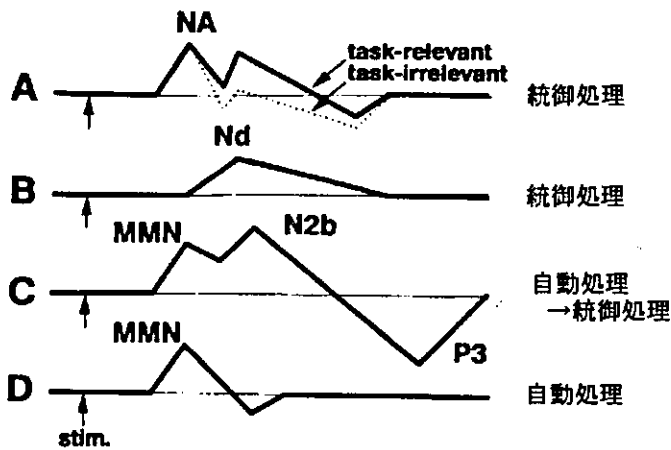 NA
task-relevant
task-irrelevant
A
統御処理
Nd
B
統御処理
MMN
N2b
C
自動処理
→統御処理
P3
MMN
D
自動処理
stim.